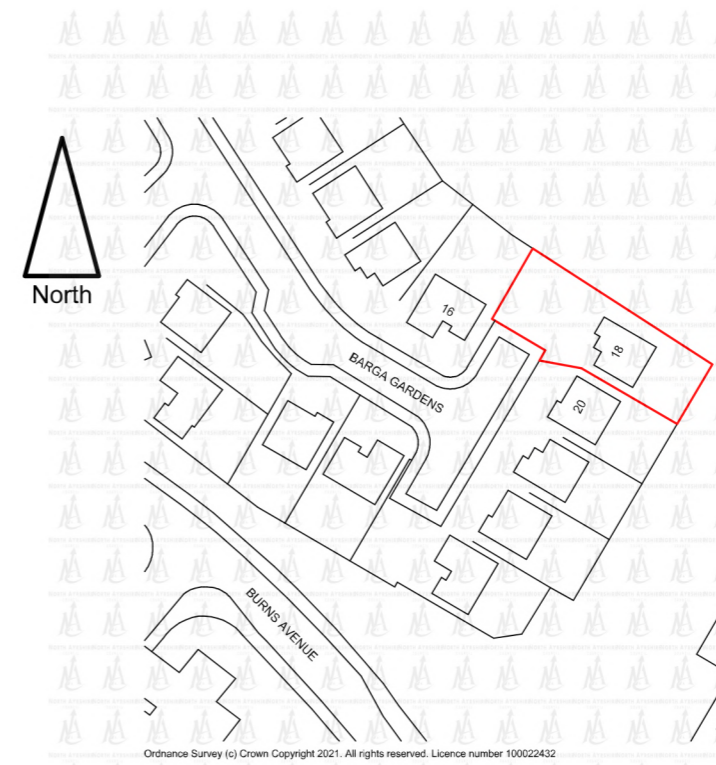 North
16
18
BARGA GARDENS
20
BURNS AVENUE
Ordnance Survey (c) Crown Copyright 2021. All rights reserved. Licence number 100022432